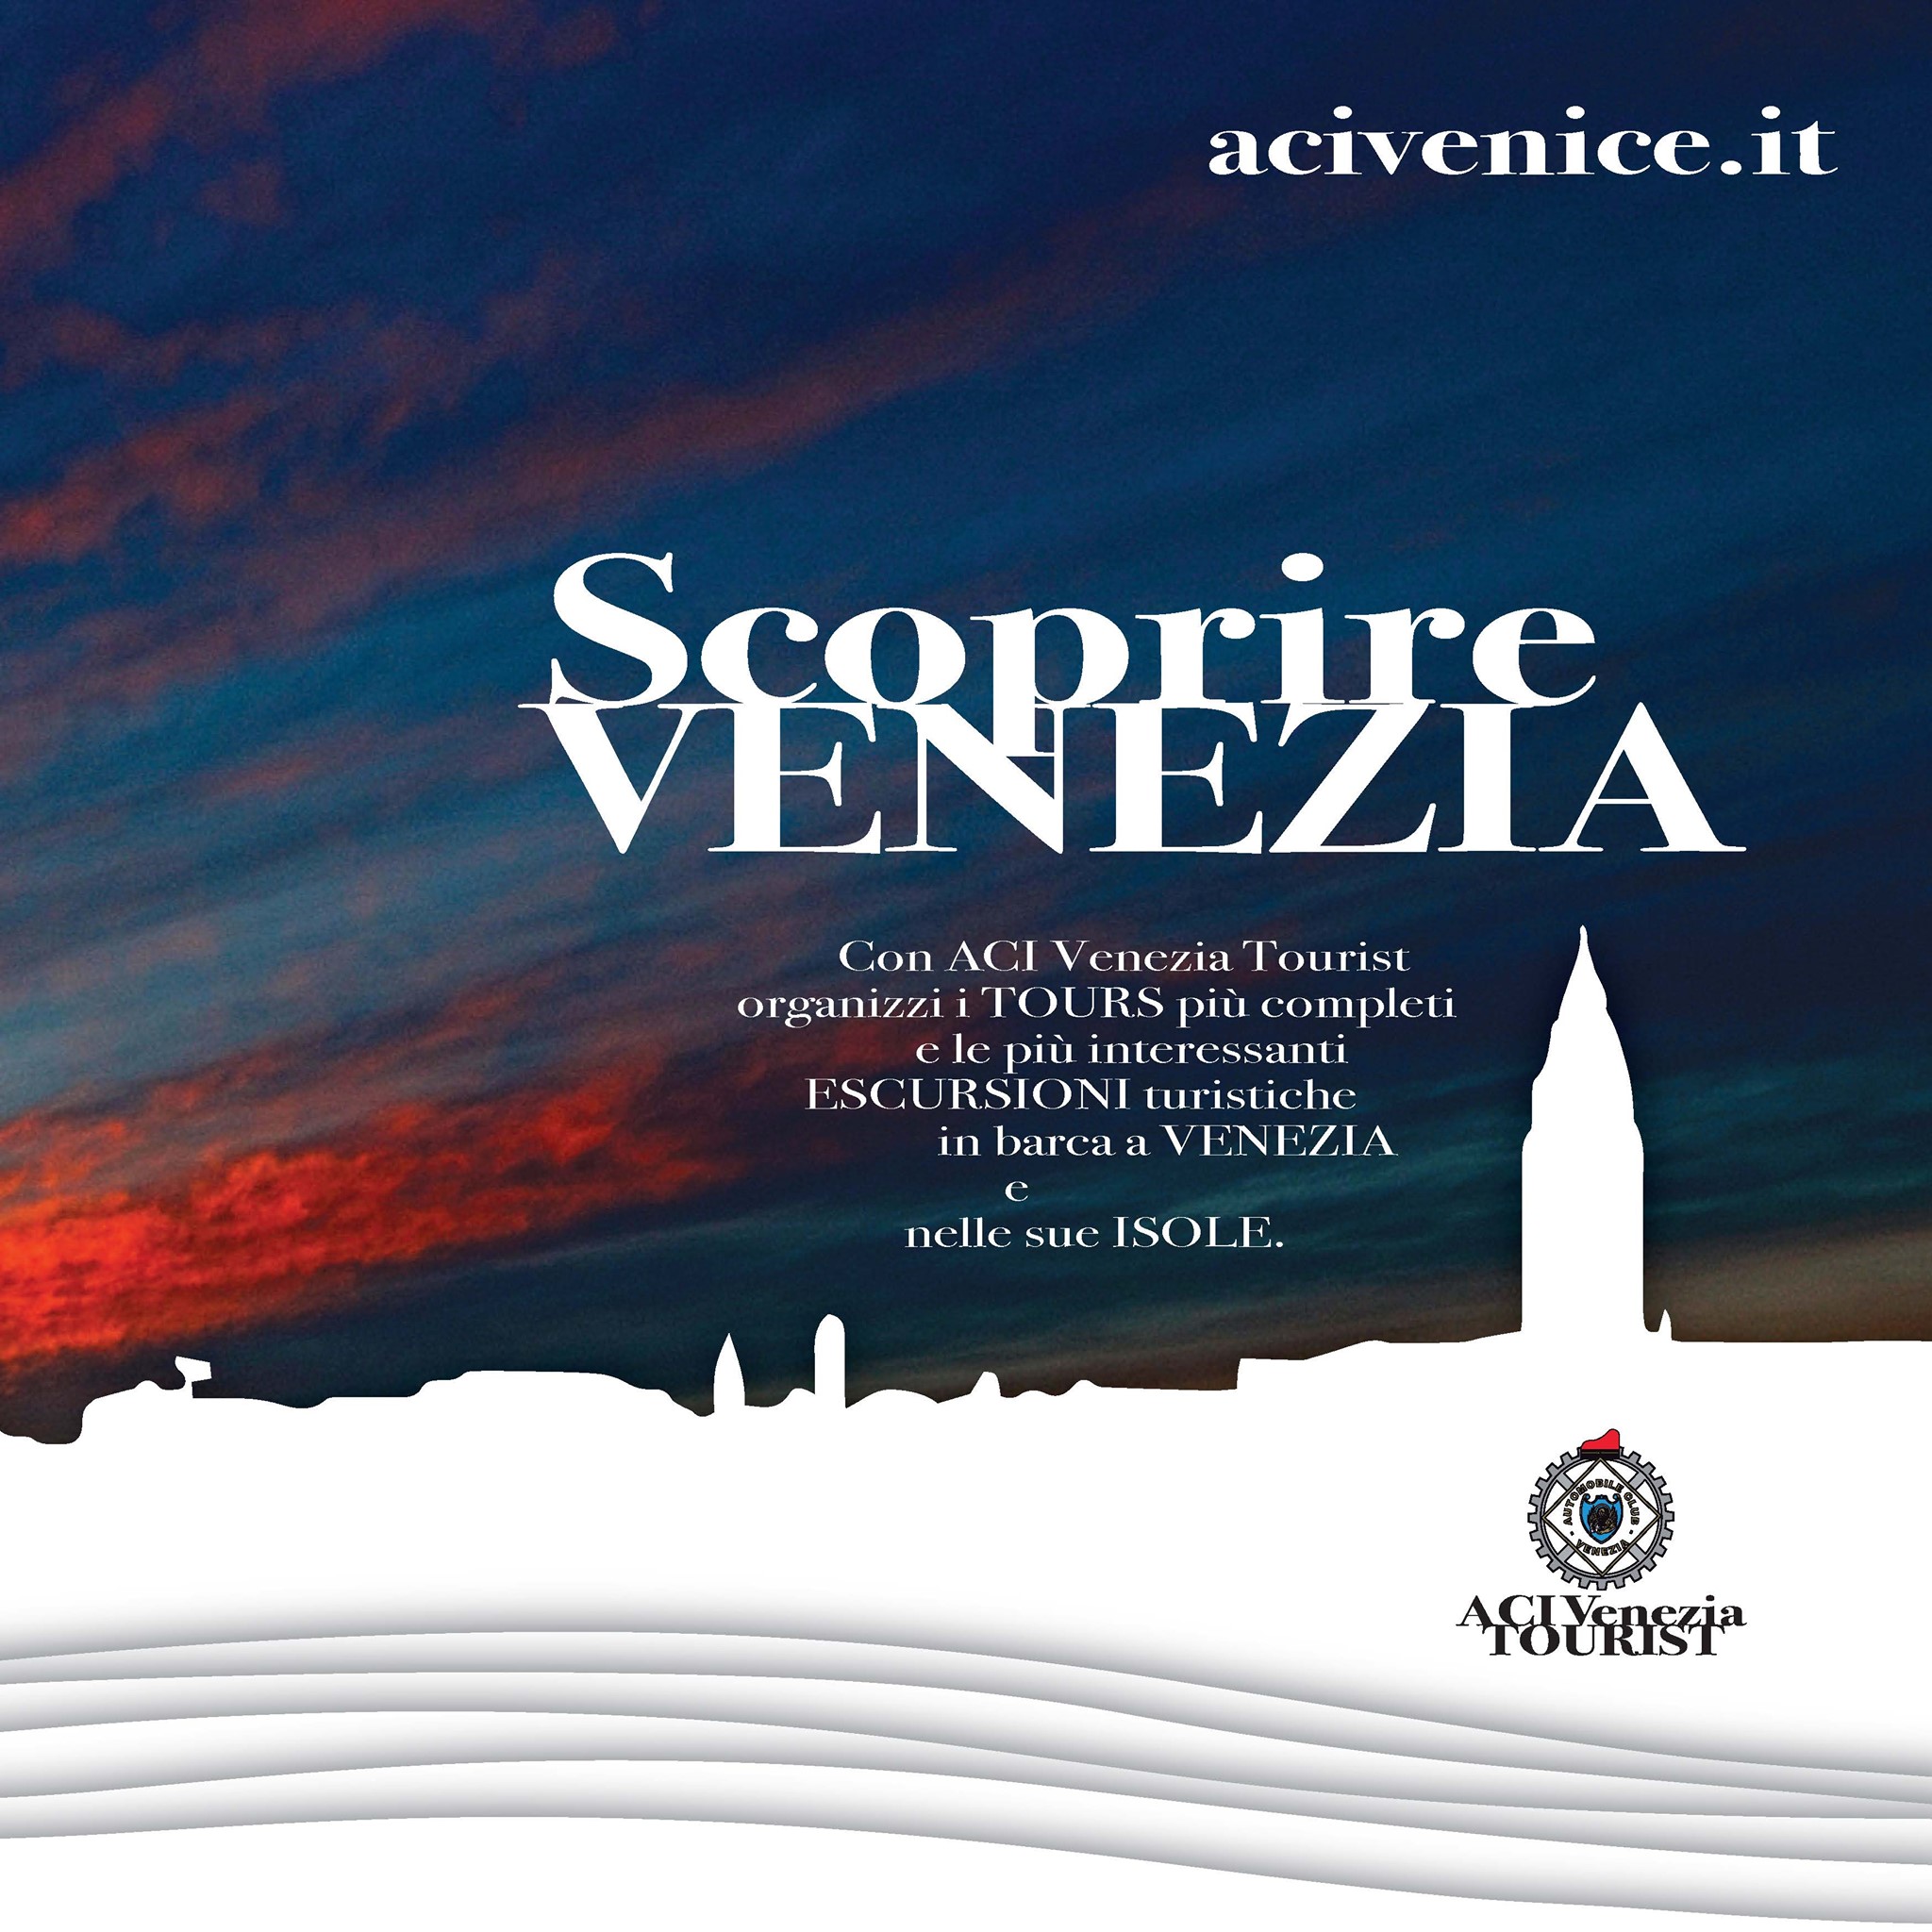 acivenice.it
Scoprire
VENEZIA
Con ACI Venezia Tourist
organizzi i TOURS più completi
e le più interessanti
ESCURSIONI turistiche
in barca a VENEZIA
e
nelle sue ISOLE.
AUTOMOBILE CLUB
- VENEZIA -
ACI Venezia
TOURIST